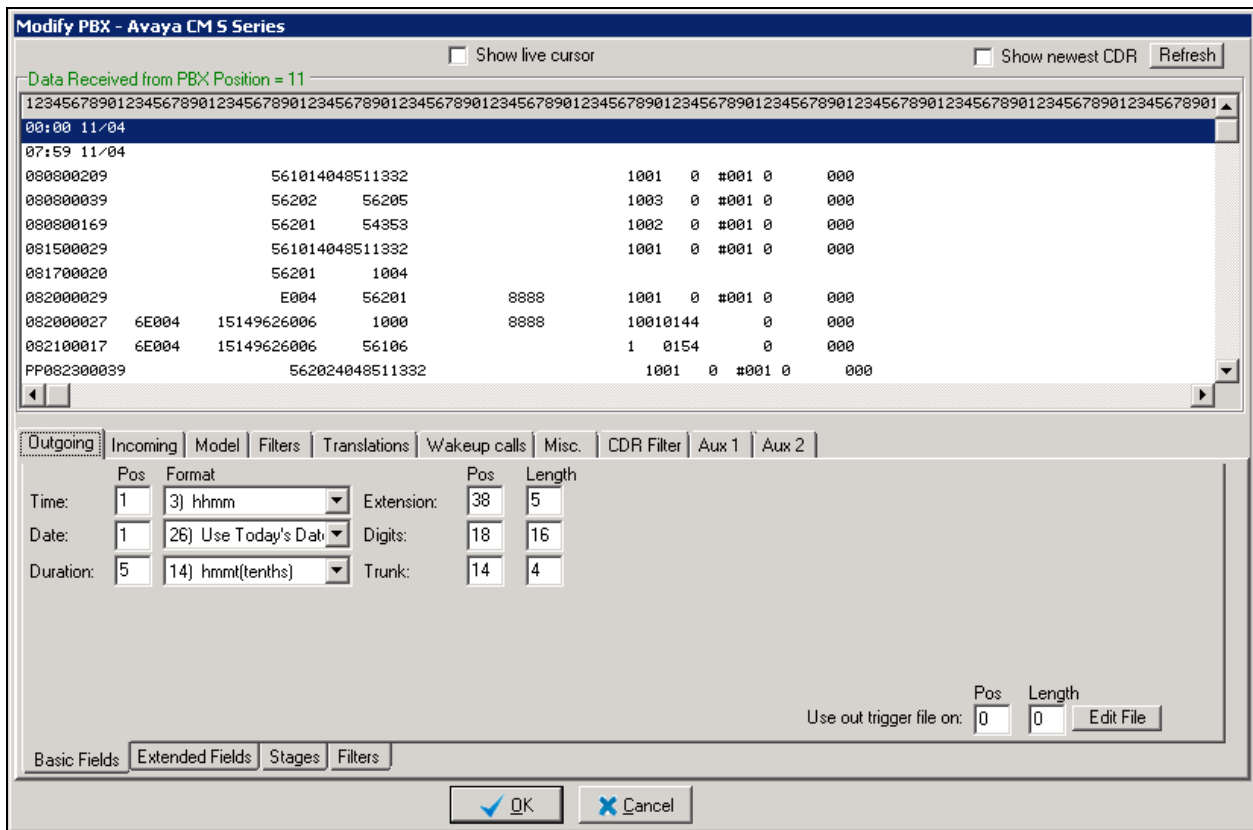 Modify PBX - Avaya CM 5 Series
Show live cursor Show newest CDR Refresh
Data Received from PBX Position = 11
1234567890123456789012345678901234567890123456789012345678901234567890123456789012345678901234567890123456789012345678901
00:00 11/04
07:59 11/04
080800209 561014048511332 1001 0 #001 0 000
080800039 56202 56205 1003 0 #001 0 000
080800169 56201 54353 1002 0 #001 0 000
081500029 561014048511332 1001 0 #001 0 000
081700020 56201 1004
082000029 E004 56201 8888 1001 0 #001 0 000
082000027 6E004 15149626006 1000 8888 10010144 0 000
082100017 6E004 15149626006 56106 1 0154 0 000
PP082300039 562024048511332 1001 0 #001 0 000
Outgoing Incoming Model Filters Translations Wakeup calls Misc. CDR Filter Aux 1 Aux 2
Pos Format Pos Length
Time: 1 3) hhmm Extension: 38 5
Date: 1 26) Use Today's Dat Digits: 18 16
Duration: 5 14) hmmt(tenths) Trunk: 14 4
Pos Length
Use out trigger file on: 0 0 Edit File
Basic Fields Extended Fields Stages Filters
OK Cancel